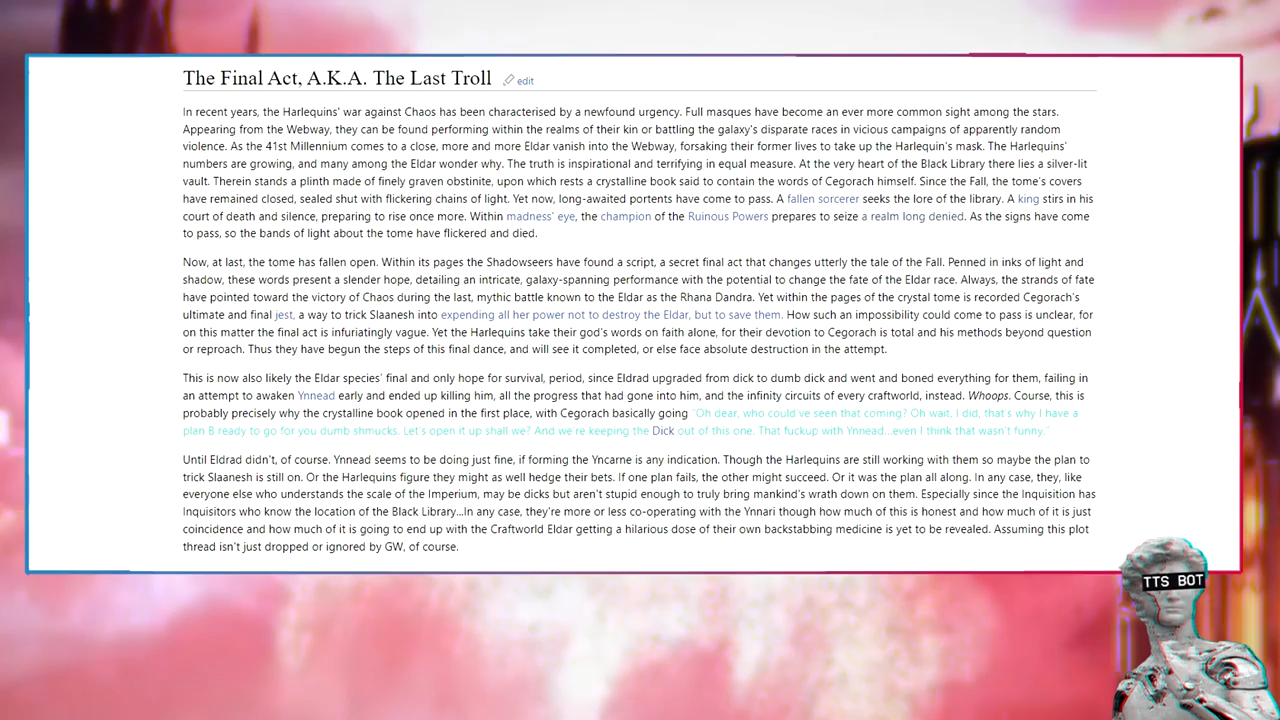 The Final Act, A.K.A. The Last Troll edit
In recent years, the Harlequins' war against Chaos has been characterised by a newfound urgency. Full masques have become an ever more common sight among the stars.
Appearing from the Webway, they can be found performing within the realms of their kin or battling the galaxy's disparate races in vicious campaigns of apparently random
violence. As the 41st Millennium comes to a close, more and more Eldar vanish into the Webway, forsaking their former lives to take up the Harlequin's mask. The Harlequins'
numbers are growing, and many among the Eldar wonder why. The truth is inspirational and terrifying in equal measure. At the very heart of the Black Library there lies a silver-lit
vault. Therein stands a plinth made of finely graven obstinite, upon which rests a crystalline book said to contain the words of Cegorach himself. Since the Fall, the tome's covers
have remained closed, sealed shut with flickering chains of light. Yet now, long-awaited portents have come to pass. A fallen sorcerer seeks the lore of the library. A king stirs in his
court of death and silence, preparing to rise once more. Within madness' eye, the champion of the Ruinous Powers prepares to seize a realm long denied. As the signs have come
to pass, so the bands of light about the tome have flickered and died.
Now, at last, the tome has fallen open. Within its pages the Shadowseers have found a script, a secret final act that changes utterly the tale of the Fall. Penned in inks of light and
shadow, these words present a slender hope, detailing an intricate, galaxy-spanning performance with the potential to change the fate of the Eldar race. Always, the strands of fate
have pointed toward the victory of Chaos during the last, mythic battle known to the Eldar as the Rhana Dandra. Yet within the pages of the crystal tome is recorded Cegorach's
ultimate and final jest, a way to trick Slaanesh into expending all her power not to destroy the Eldar, but to save them. How such an impossibility could come to pass is unclear, for
on this matter the final act is infuriatingly vague. Yet the Harlequins take their god's words on faith alone, for their devotion to Cegorach is total and his methods beyond question
or reproach. Thus they have begun the steps of this final dance, and will see it completed, or else face absolute destruction in the attempt.
This is now also likely the Eldar species' final and only hope for survival, period, since Eldrad upgraded from dick to dumb dick and went and boned everything for them, failing in
an attempt to awaken Ynnead early and ended up killing him, all the progress that had gone into him, and the infinity circuits of every craftworld, instead. Whoops. Course, this is
probably precisely why the crystalline book opened in the first place, with Cegorach basically going "Oh dear, who could've seen that coming? Oh wait, I did, that's why I have a
plan B ready to go for you dumb shmucks. Let's open it up shall we? And we're keeping the Dick out of this one. That fuckup with Ynnead...even I think that wasn't funny."
Until Eldrad didn't, of course. Ynnead seems to be doing just fine, if forming the Yncarne is any indication. Though the Harlequins are still working with them so maybe the plan to
trick Slaanesh is still on. Or the Harlequins figure they might as well hedge their bets. If one plan fails, the other might succeed. Or it was the plan all along. In any case, they, like
everyone else who understands the scale of the Imperium, may be dicks but aren't stupid enough to truly bring mankind's wrath down on them. Especially since the Inquisition has
Inquisitors who know the location of the Black Library...In any case, they're more or less co-operating with the Ynnari though how much of this is honest and how much of it is just
coincidence and how much of it is going to end up with the Craftworld Eldar getting a hilarious dose of their own backstabbing medicine is yet to be revealed. Assuming this plot
thread isn't just dropped or ignored by GW, of course.
TTS BOT